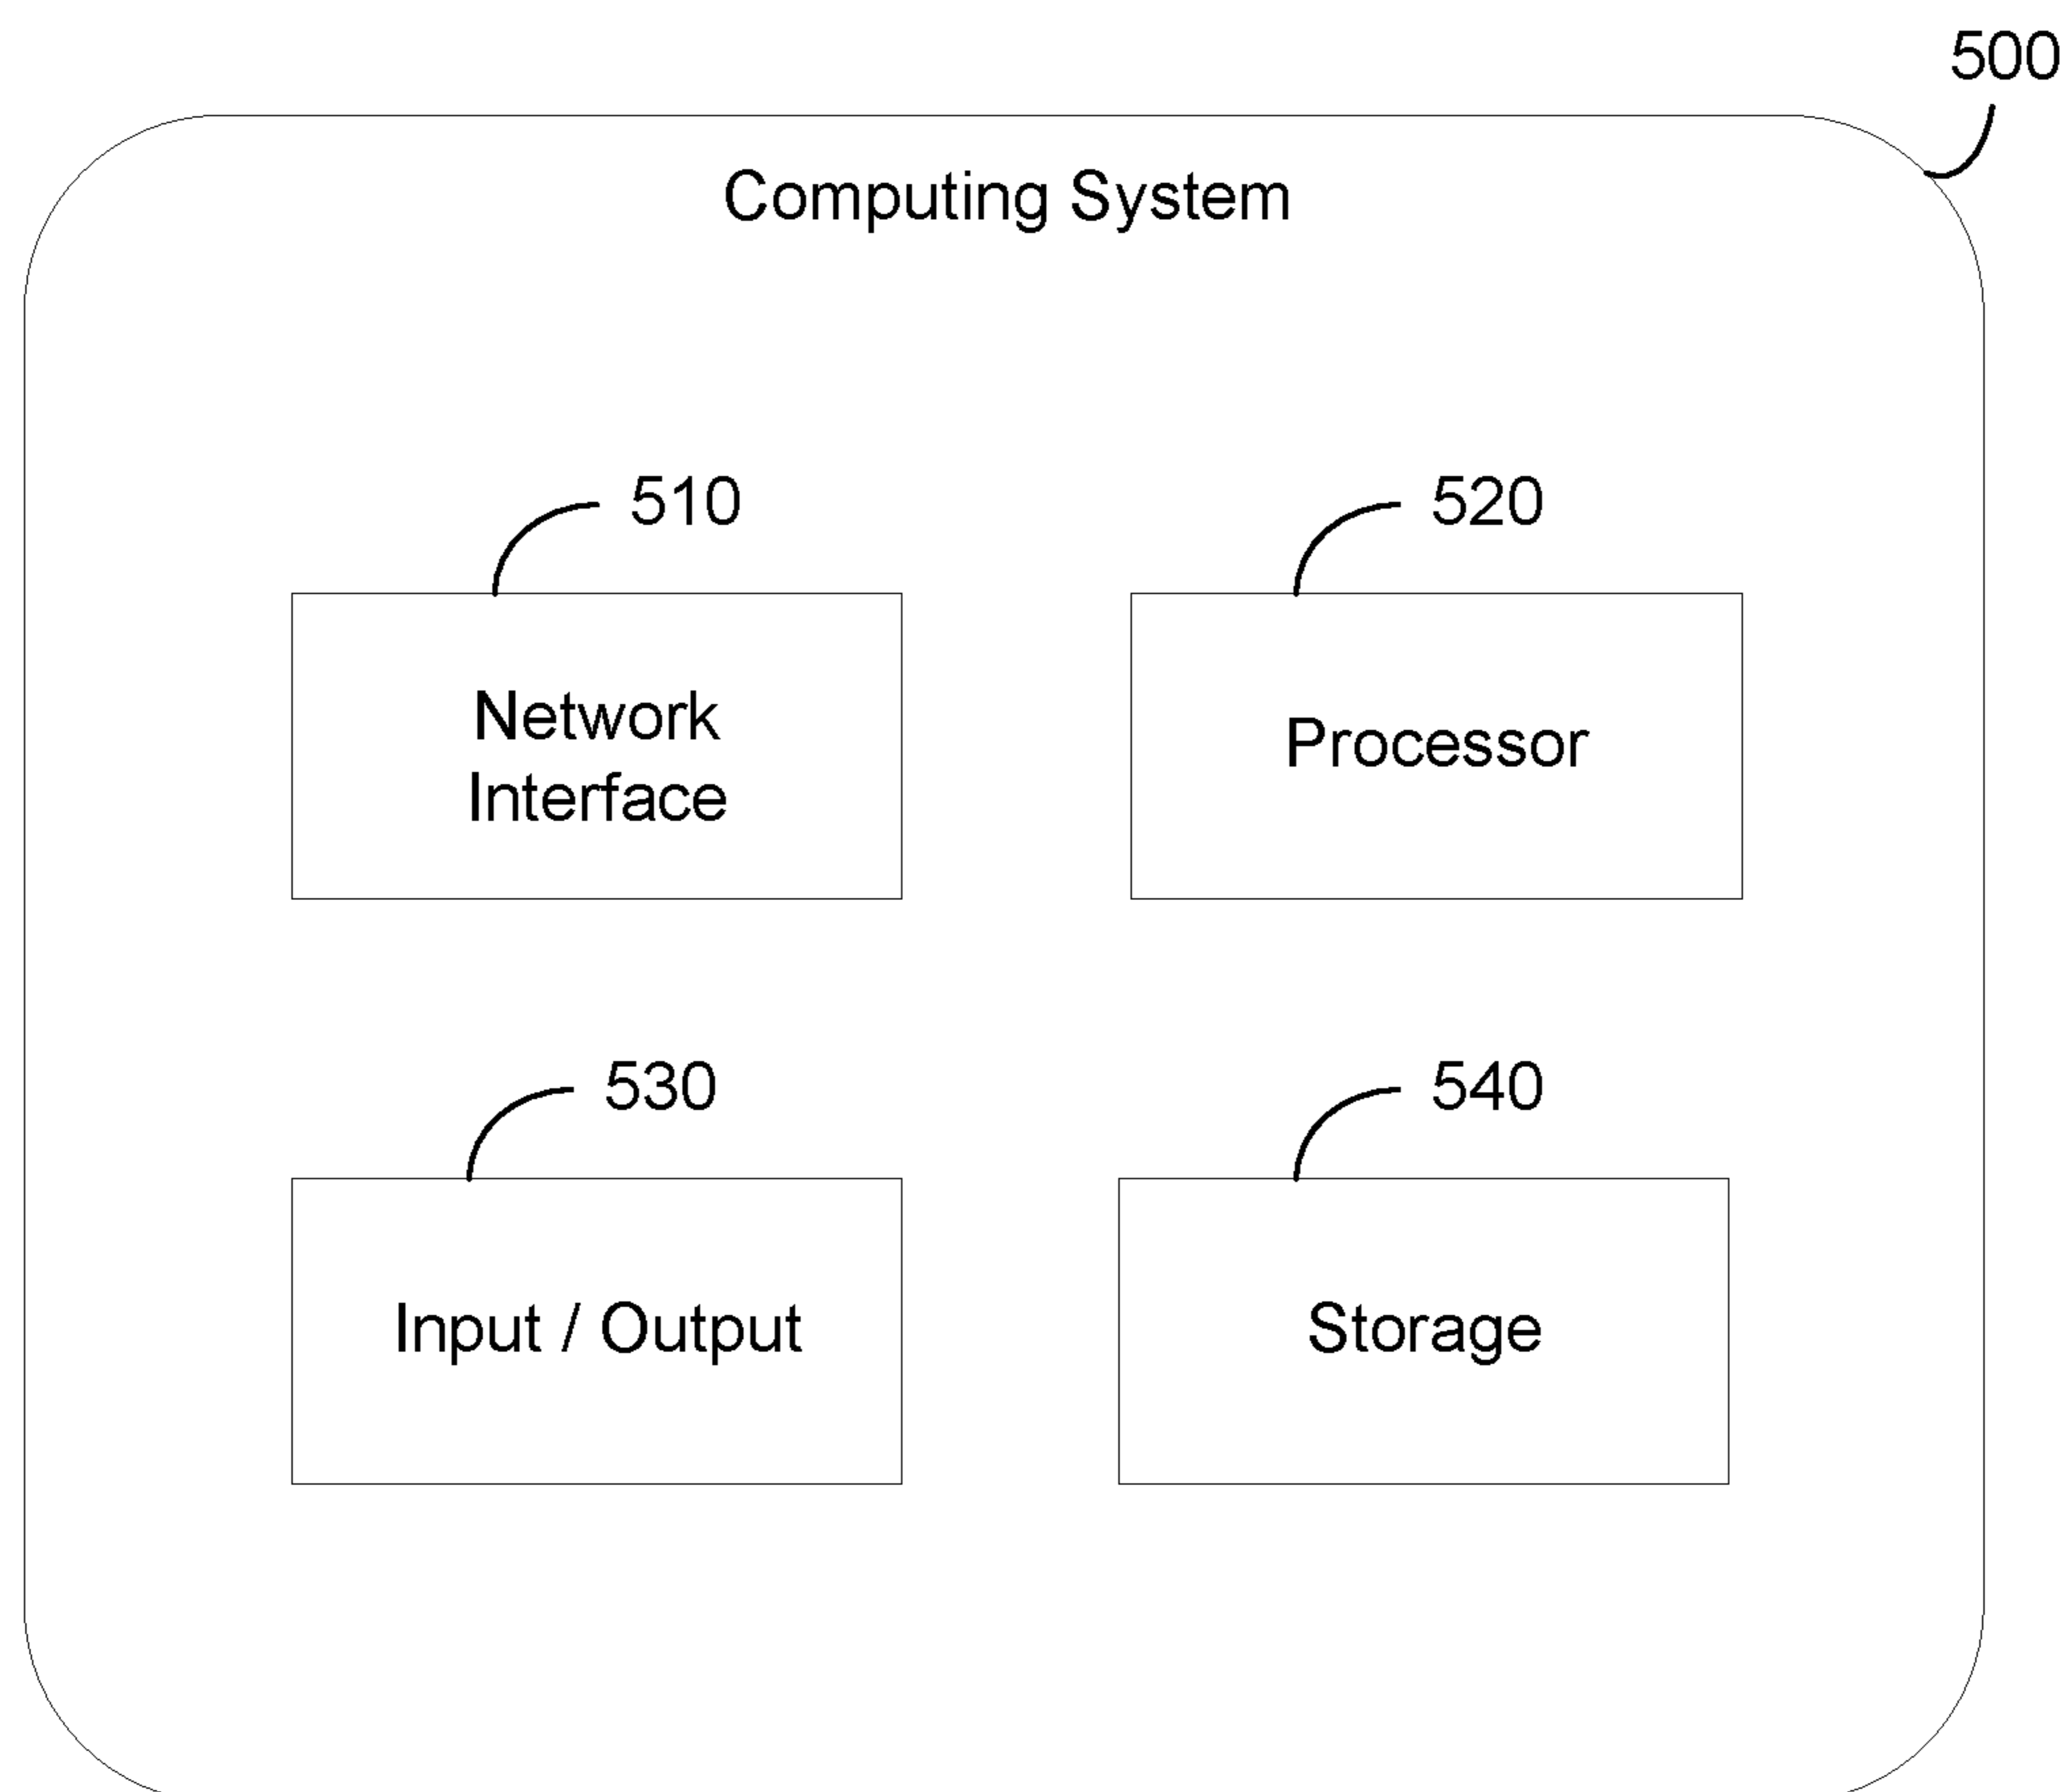 500
Computing System
510
520
Network
Interface
Processor
530
540
Input / Output
Storage